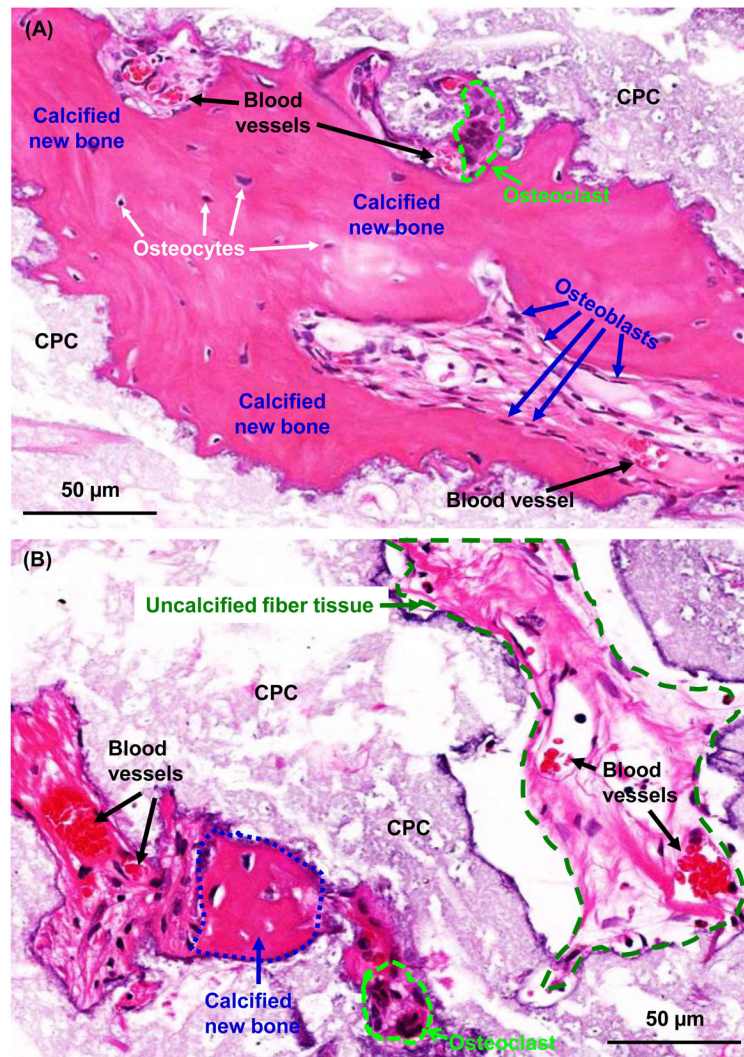 (A)
CPC
Blood
vessels
Calcified
new bone
Osteoclast
Calcified
new bone
Osteocytes
Osteoblasts
CPC
Calcified
new bone
Blood vessel
50 µm
(B)
Uncalcified fiber tissue
CPC
Blood
vessels
Blood
vessels
CPC
Calcified
new bone
Osteoclast
50 µm